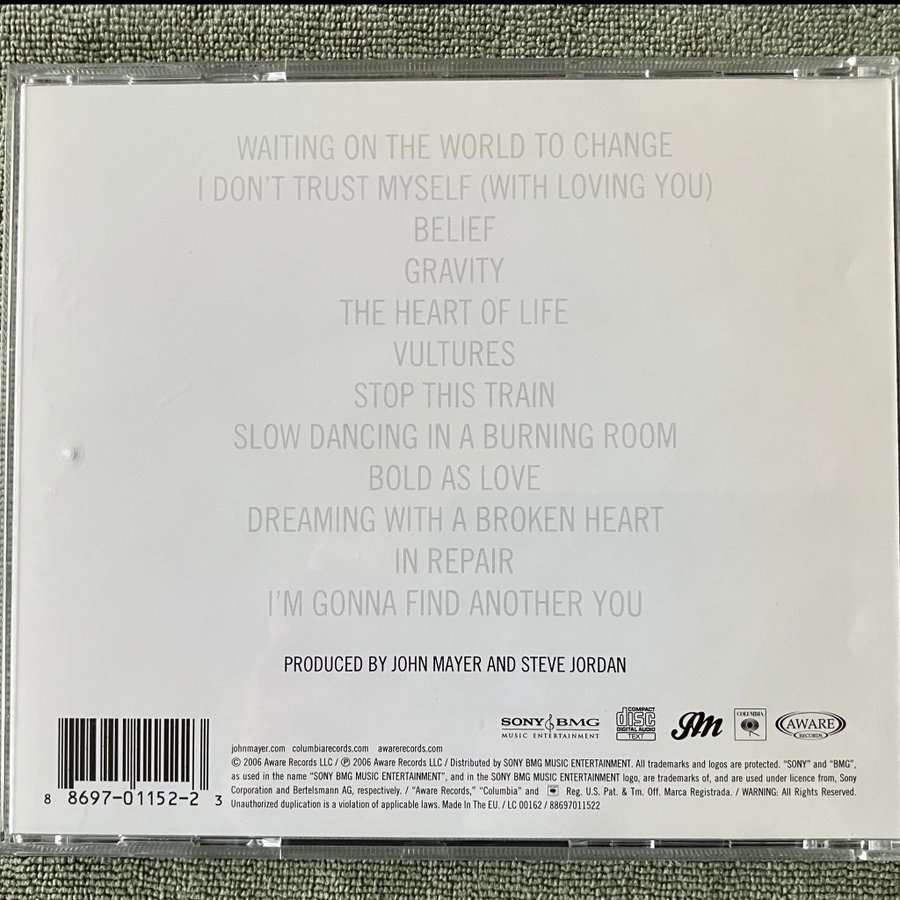 WAITING ON THE WORLD TO CHANGE
I DON'T TRUST MYSELF (WITH LOVING YOU)
BELIEF
GRAVITY
THE HEART OF LIFE
VULTURES
STOP THIS TRAIN
SLOW DANCING IN A BURNING ROOM
BOLD AS LOVE
DREAMING WITH A BROKEN HEART
IN REPAIR
I'M GONNA FIND ANOTHER YOU
PRODUCED BY JOHN MAYER AND STEVE JORDAN
SONY BMG
MUSIC ENTERTAINMENT
COMPACT
disc
DIGITAL AUDIO
TEXT
JM
COLUMBIA
AWARE
RECORDS
johnmayer.com columbiarecords.com awarerecords.com
© 2006 Aware Records LLC / ℗ 2006 Aware Records LLC / Distributed by SONY BMG MUSIC ENTERTAINMENT. All trademarks and logos are protected. "SONY" and "BMG",
as used in the name "SONY BMG MUSIC ENTERTAINMENT", and in the SONY BMG MUSIC ENTERTAINMENT logo, are trademarks of, and are used under licence from, Sony
Corporation and Bertelsmann AG, respectively. / "Aware Records," "Columbia" and Reg. U.S. Pat. & Tm. Off. Marca Registrada. / WARNING: All Rights Reserved.
Unauthorized duplication is a violation of applicable laws. Made In The EU. / LC 00162 / 88697011522
8 8697-01152-2 3